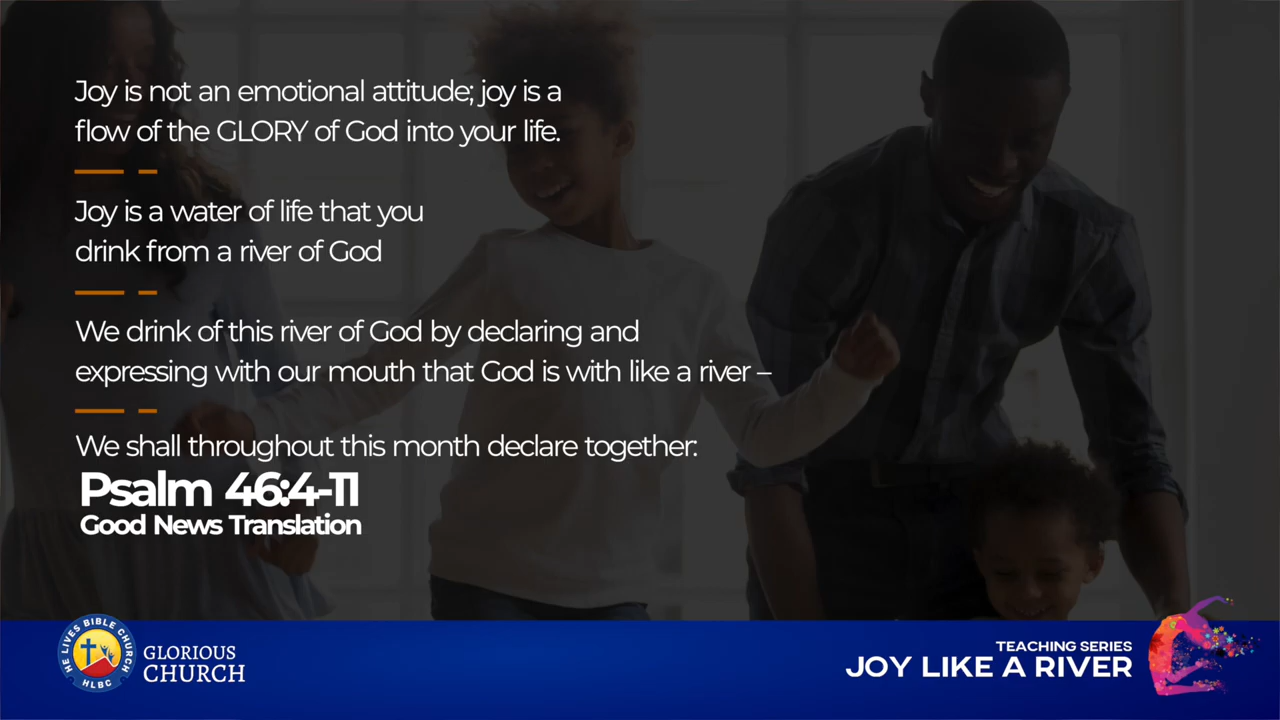 Joy is not an emotional attitude; joy is a
flow of the GLORY of God into your life.
Joy is a water of life that you
drink from a river of God
We drink of this river of God by declaring and
expressing with our mouth that God is with like a river –
We shall throughout this month declare together:
Psalm 46:4-11
Good News Translation
HE LIVES BIBLE CHURCH
HLBC
GLORIOUS
CHURCH
TEACHING SERIES
JOY LIKE A RIVER